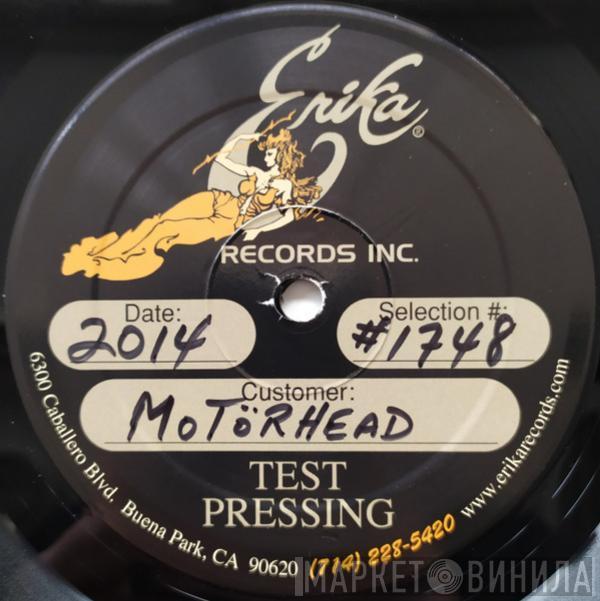 Erika®
RECORDS INC.
Date:
2014
Selection #:
#1748
Customer:
MOTÖRHEAD
TEST
PRESSING
6300 Caballero Blvd. Buena Park, CA 90620 (714) 228-5420 www.erikarecords.com
МАРКЕТ ВИНИЛА